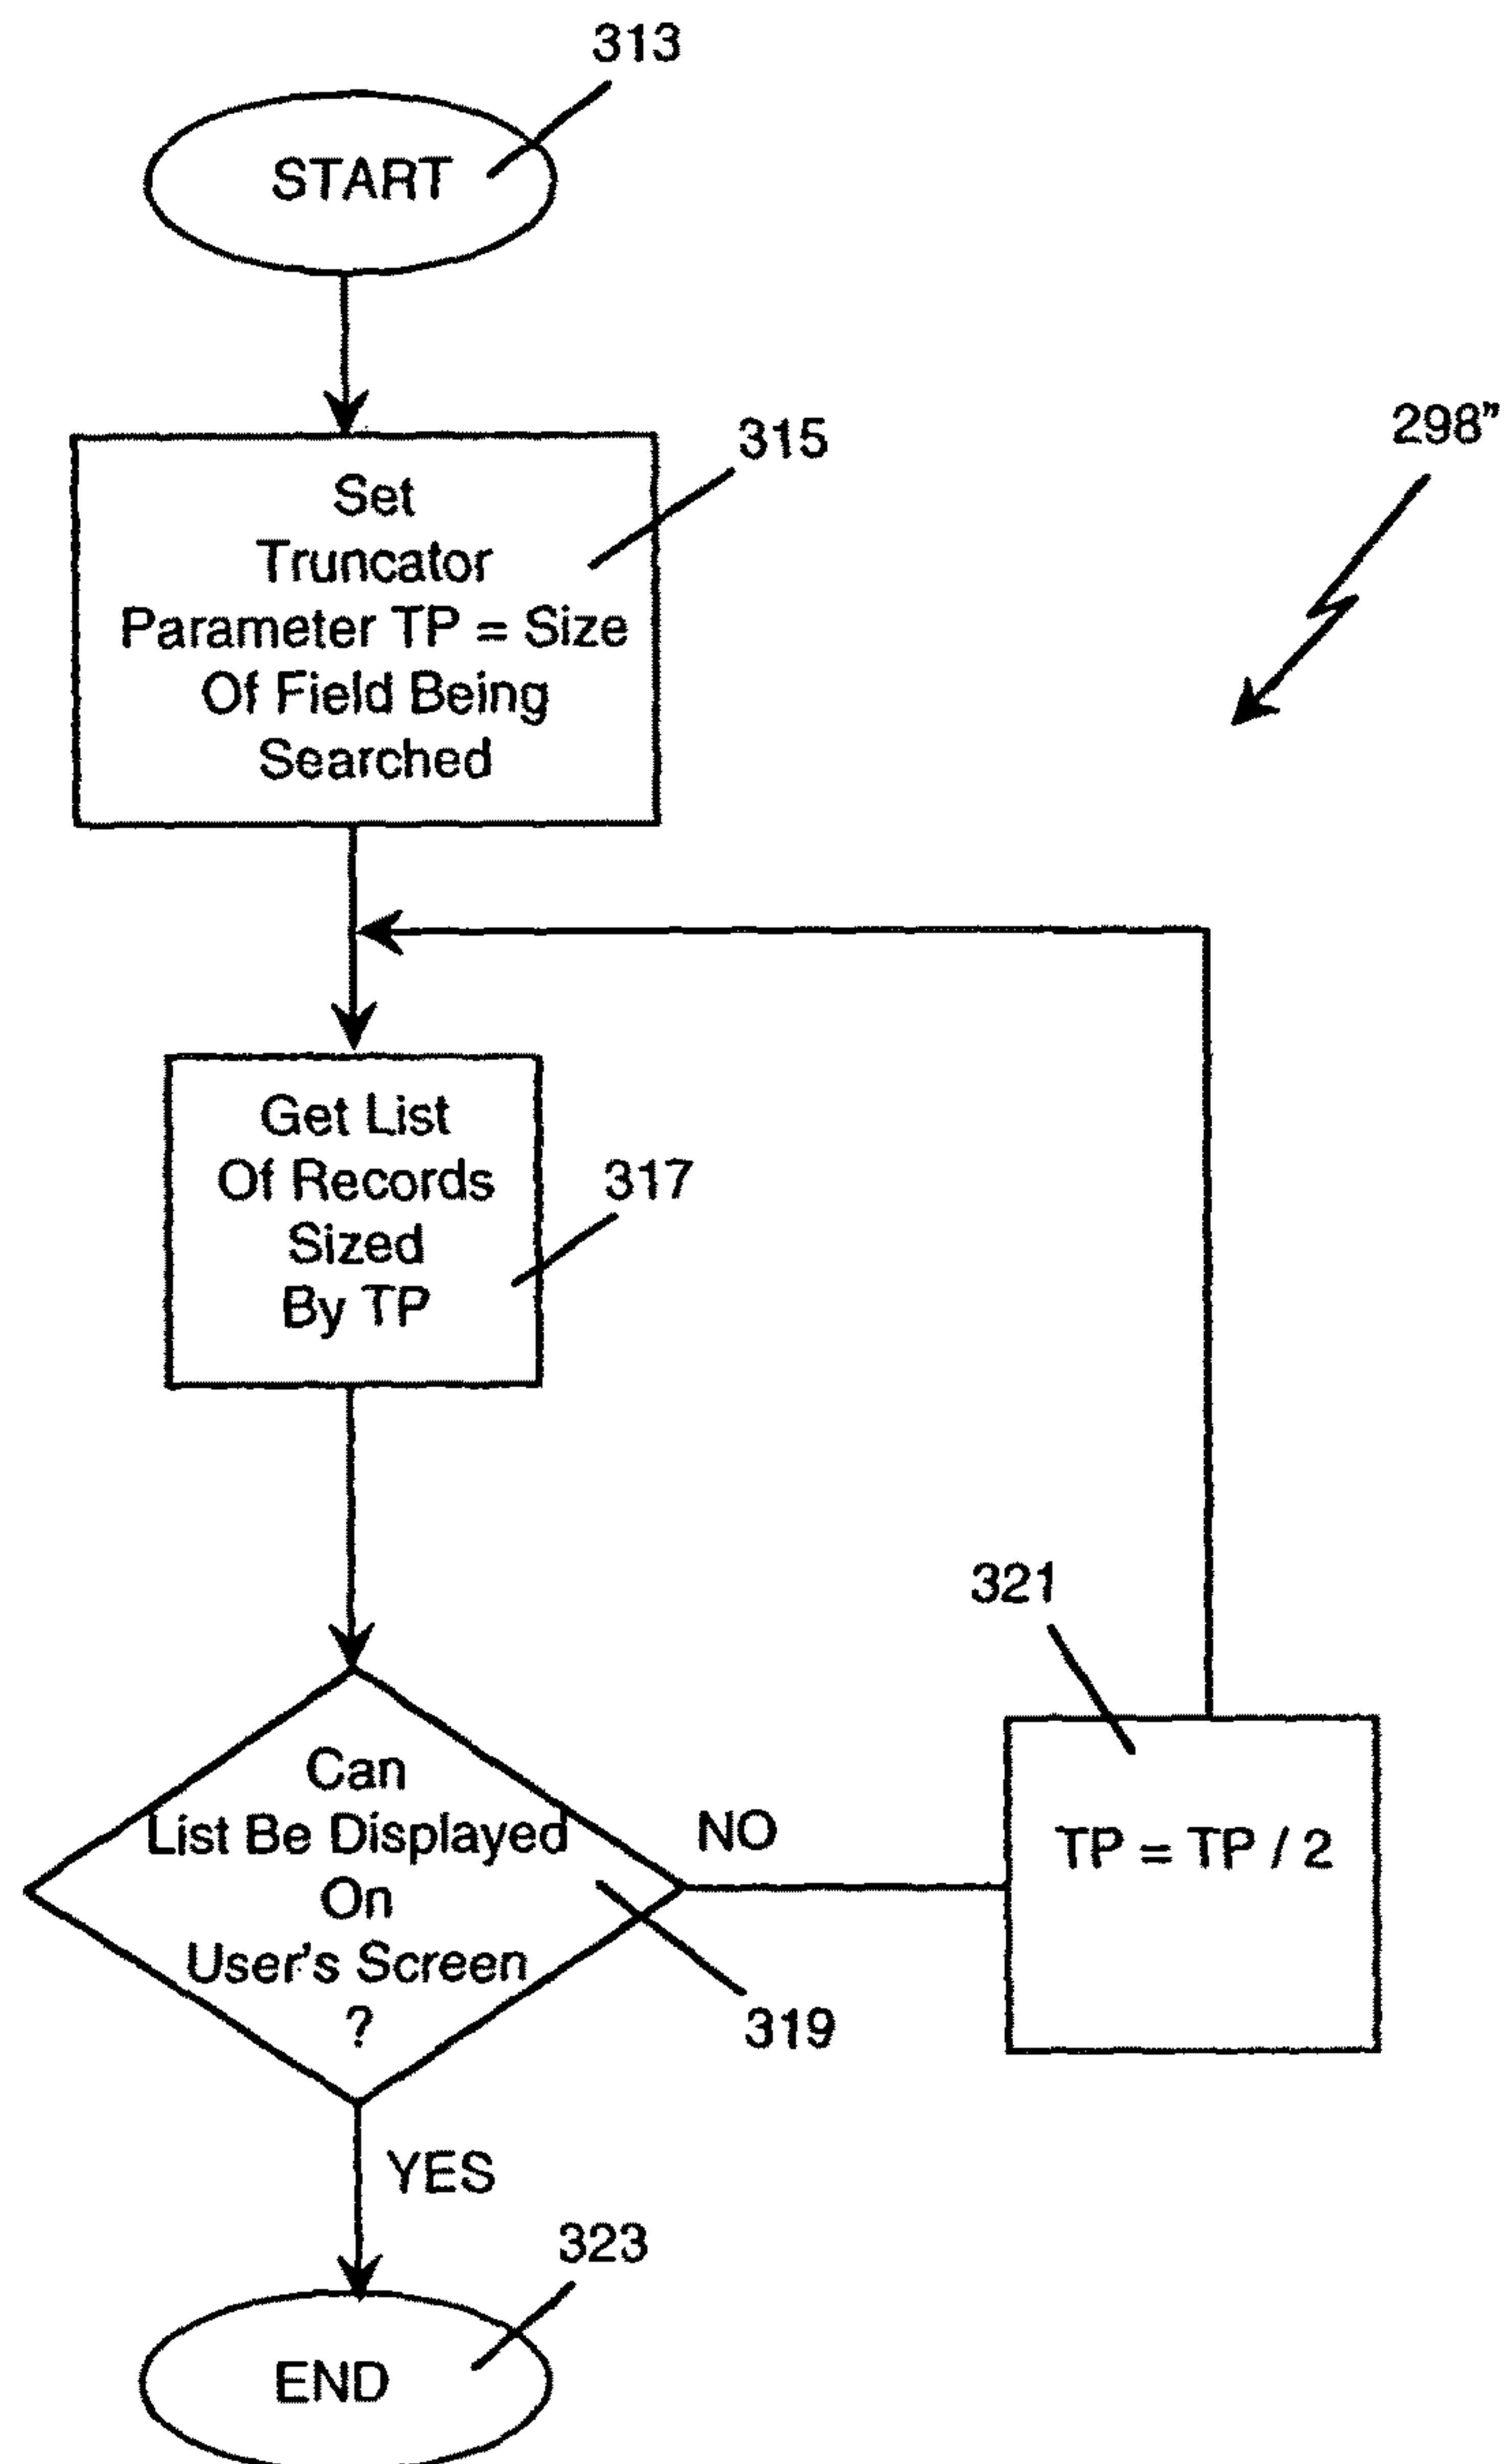 313
START
315
298"
Set
Truncator
Parameter TP = Size
Of Field Being
Searched
Get List
Of Records
Sized
By TP
317
321
Can
List Be Displayed
On
User's Screen
?
NO
TP = TP / 2
319
YES
323
END